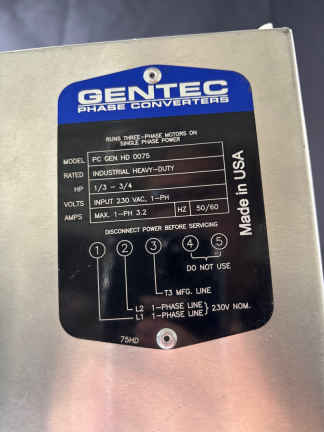 GENTEC
PHASE CONVERTERS
RUNS THREE-PHASE MOTORS ON
SINGLE PHASE POWER
MODEL PC GEN HD 0075
RATED INDUSTRIAL HEAVY-DUTY
HP 1/3 - 3/4
VOLTS INPUT 230 VAC, 1-PH
AMPS MAX. 1-PH 3.2 HZ 50/60
Made in USA
DISCONNECT POWER BEFORE SERVICING
1 2 3 4 5
DO NOT USE
T3 MFG. LINE
L2 1-PHASE LINE
L1 1-PHASE LINE
230V NOM.
75HD